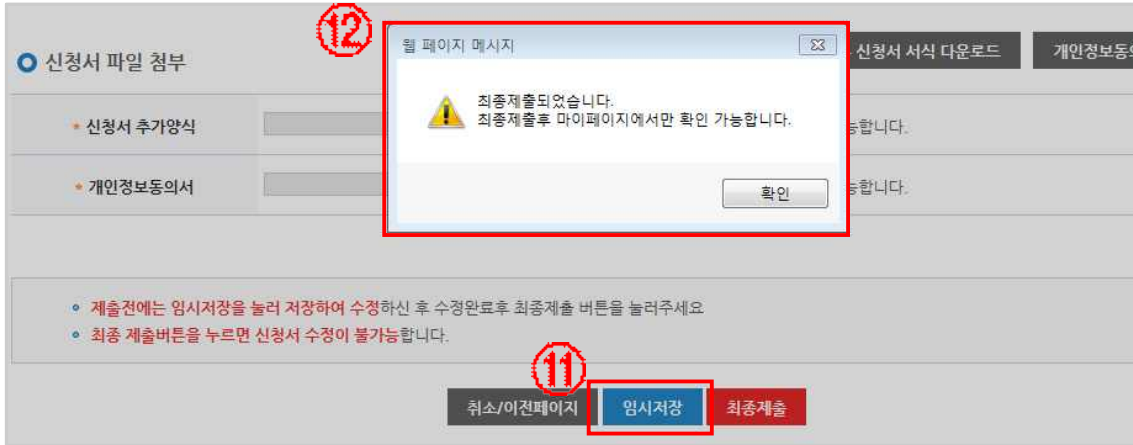 ⑫
웹 페이지 메시지
신청서 파일 첨부
신청서 서식 다운로드
개인정보동의
최종제출되었습니다.
최종제출후 마이페이지에서만 확인 가능합니다.
* 신청서 추가양식
능합니다.
* 개인정보동의서
능합니다.
확인
제출전에는 임시저장을 눌러 저장하여 수정하신 후 수정완료후 최종제출 버튼을 눌러주세요
최종 제출버튼을 누르면 신청서 수정이 불가능합니다.
⑪
취소/이전페이지
임시저장
최종제출